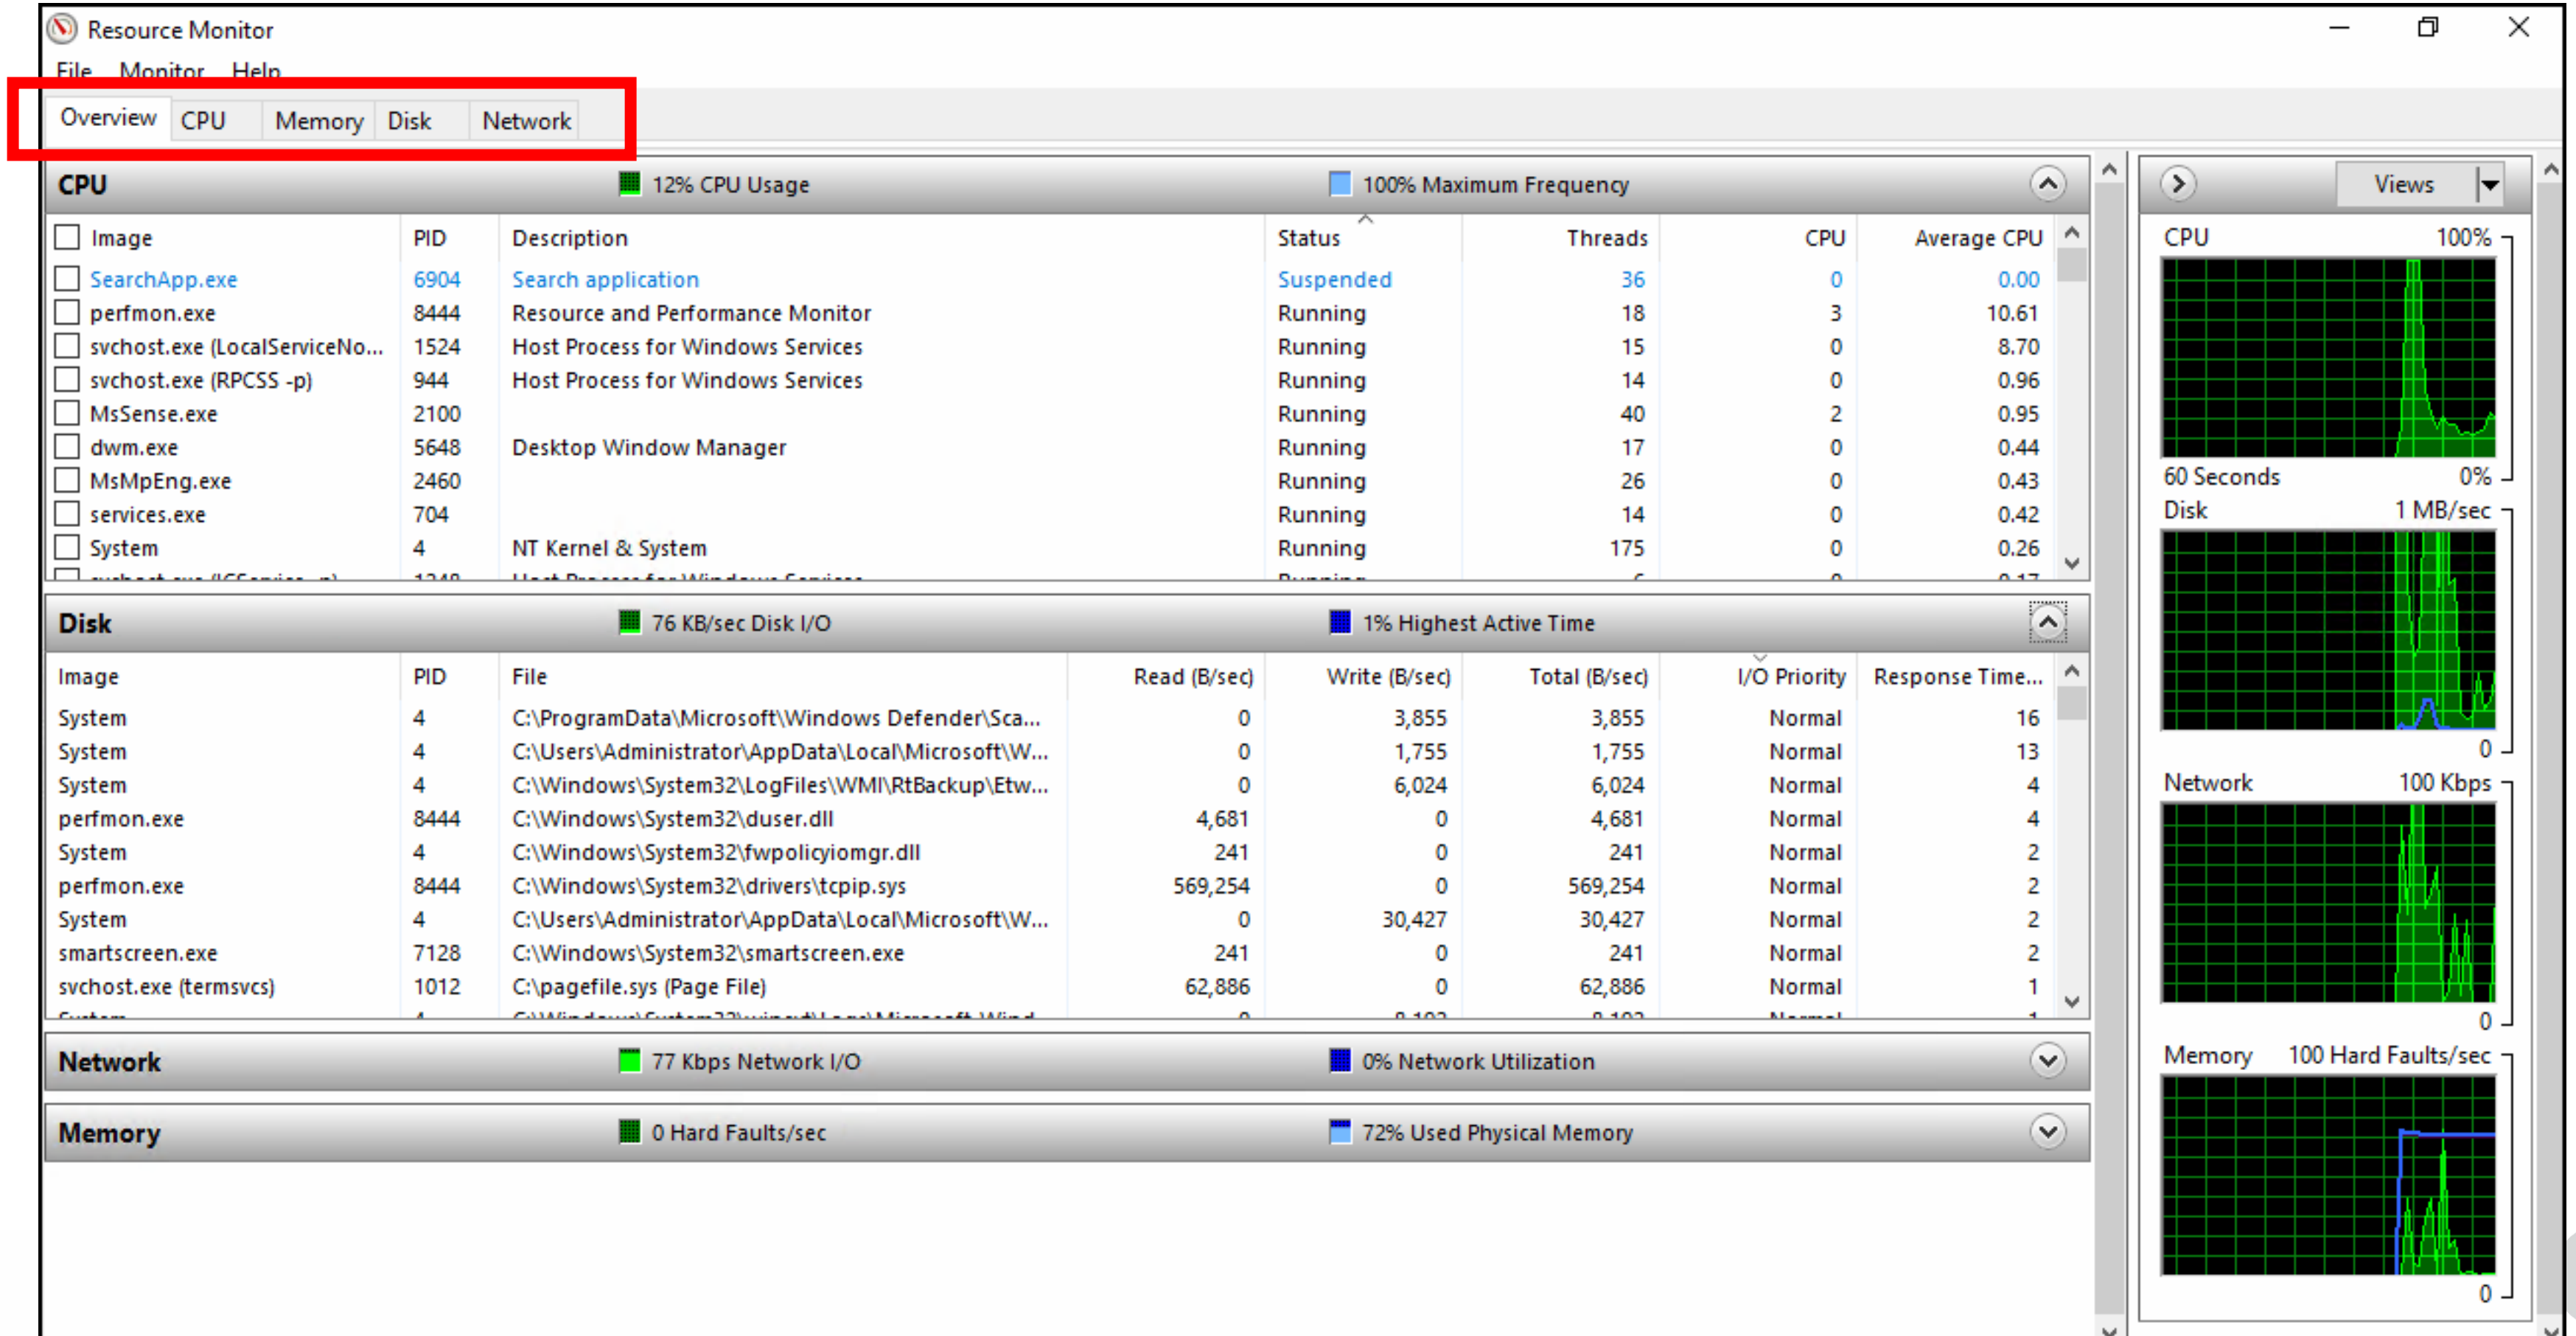 Resource Monitor
File Monitor Help
Overview CPU Memory Disk Network
CPU 12% CPU Usage 100% Maximum Frequency
Image PID Description Status Threads CPU Average CPU
SearchApp.exe 6904 Search application Suspended 36 0 0.00
perfmon.exe 8444 Resource and Performance Monitor Running 18 3 10.61
svchost.exe (LocalServiceNo... 1524 Host Process for Windows Services Running 15 0 8.70
svchost.exe (RPCSS -p) 944 Host Process for Windows Services Running 14 0 0.96
MsSense.exe 2100 Running 40 2 0.95
dwm.exe 5648 Desktop Window Manager Running 17 0 0.44
MsMpEng.exe 2460 Running 26 0 0.43
services.exe 704 Running 14 0 0.42
System 4 NT Kernel & System Running 175 0 0.26
Disk 76 KB/sec Disk I/O 1% Highest Active Time
Image PID File Read (B/sec) Write (B/sec) Total (B/sec) I/O Priority Response Time...
System 4 C:\ProgramData\Microsoft\Windows Defender\Sca... 0 3,855 3,855 Normal 16
System 4 C:\Users\Administrator\AppData\Local\Microsoft\W... 0 1,755 1,755 Normal 13
System 4 C:\Windows\System32\LogFiles\WMI\RtBackup\Etw... 0 6,024 6,024 Normal 4
perfmon.exe 8444 C:\Windows\System32\duser.dll 4,681 0 4,681 Normal 4
System 4 C:\Windows\System32\fwpolicyiomgr.dll 241 0 241 Normal 2
perfmon.exe 8444 C:\Windows\System32\drivers\tcpip.sys 569,254 0 569,254 Normal 2
System 4 C:\Users\Administrator\AppData\Local\Microsoft\W... 0 30,427 30,427 Normal 2
smartscreen.exe 7128 C:\Windows\System32\smartscreen.exe 241 0 241 Normal 2
svchost.exe (termsvcs) 1012 C:\pagefile.sys (Page File) 62,886 0 62,886 Normal 1
Network 77 Kbps Network I/O 0% Network Utilization
Memory 0 Hard Faults/sec 72% Used Physical Memory
Views
CPU 100%
60 Seconds 0%
Disk 1 MB/sec
0
Network 100 Kbps
0
Memory 100 Hard Faults/sec
0